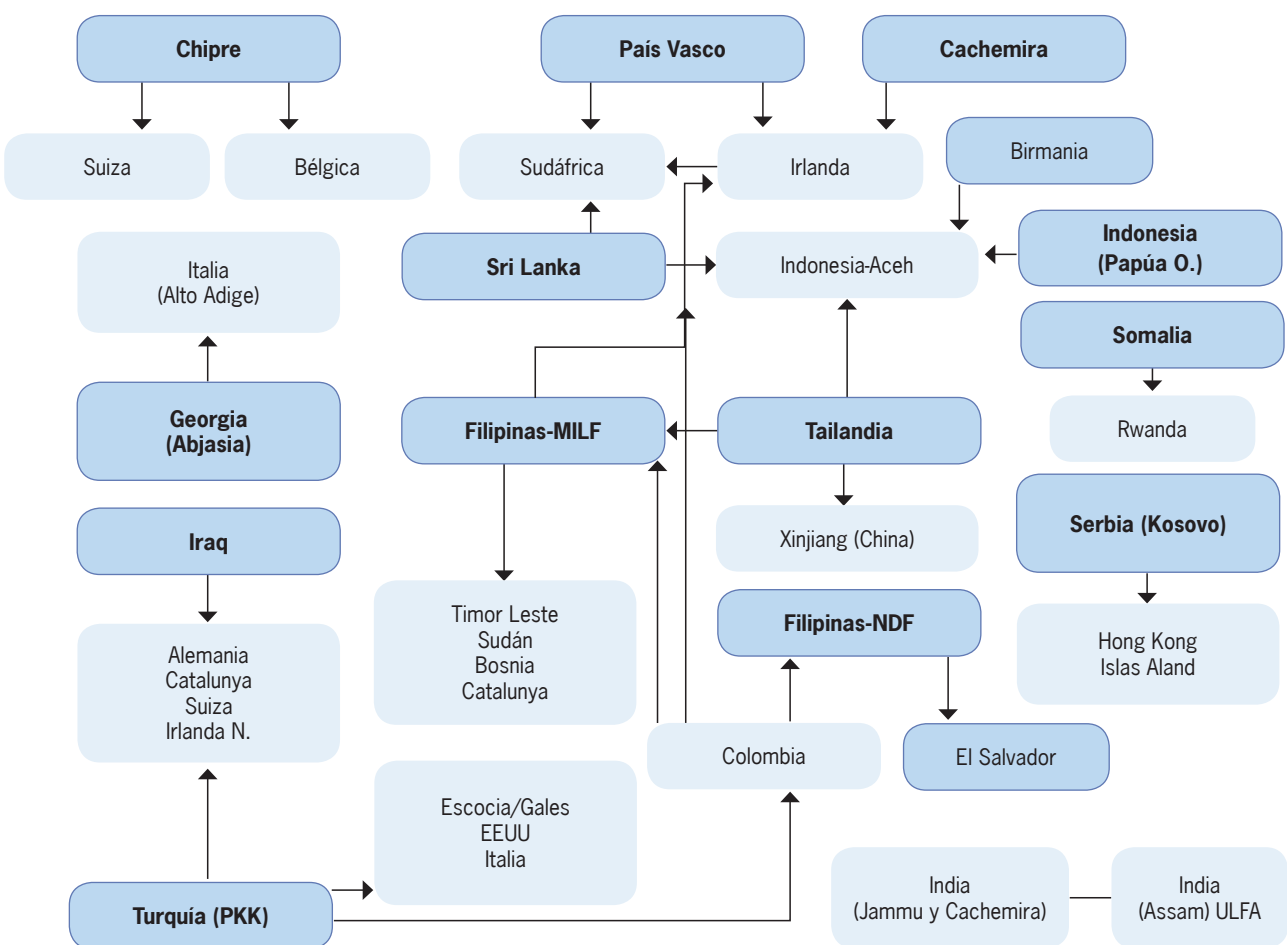 Chipre
País Vasco
Cachemira
Suiza
Bélgica
Sudáfrica
Irlanda
Birmania
Italia
(Alto Adige)
Sri Lanka
Indonesia-Aceh
Indonesia
(Papúa O.)
Somalia
Georgia
(Abjasia)
Filipinas-MILF
Tailandia
Rwanda
Iraq
Xinjiang (China)
Serbia (Kosovo)
Timor Leste
Sudán
Bosnia
Catalunya
Filipinas-NDF
Hong Kong
Islas Aland
Alemania
Catalunya
Suiza
Irlanda N.
Colombia
El Salvador
Escocia/Gales
EEUU
Italia
Turquía (PKK)
India
(Jammu y Cachemira)
India
(Assam) ULFA